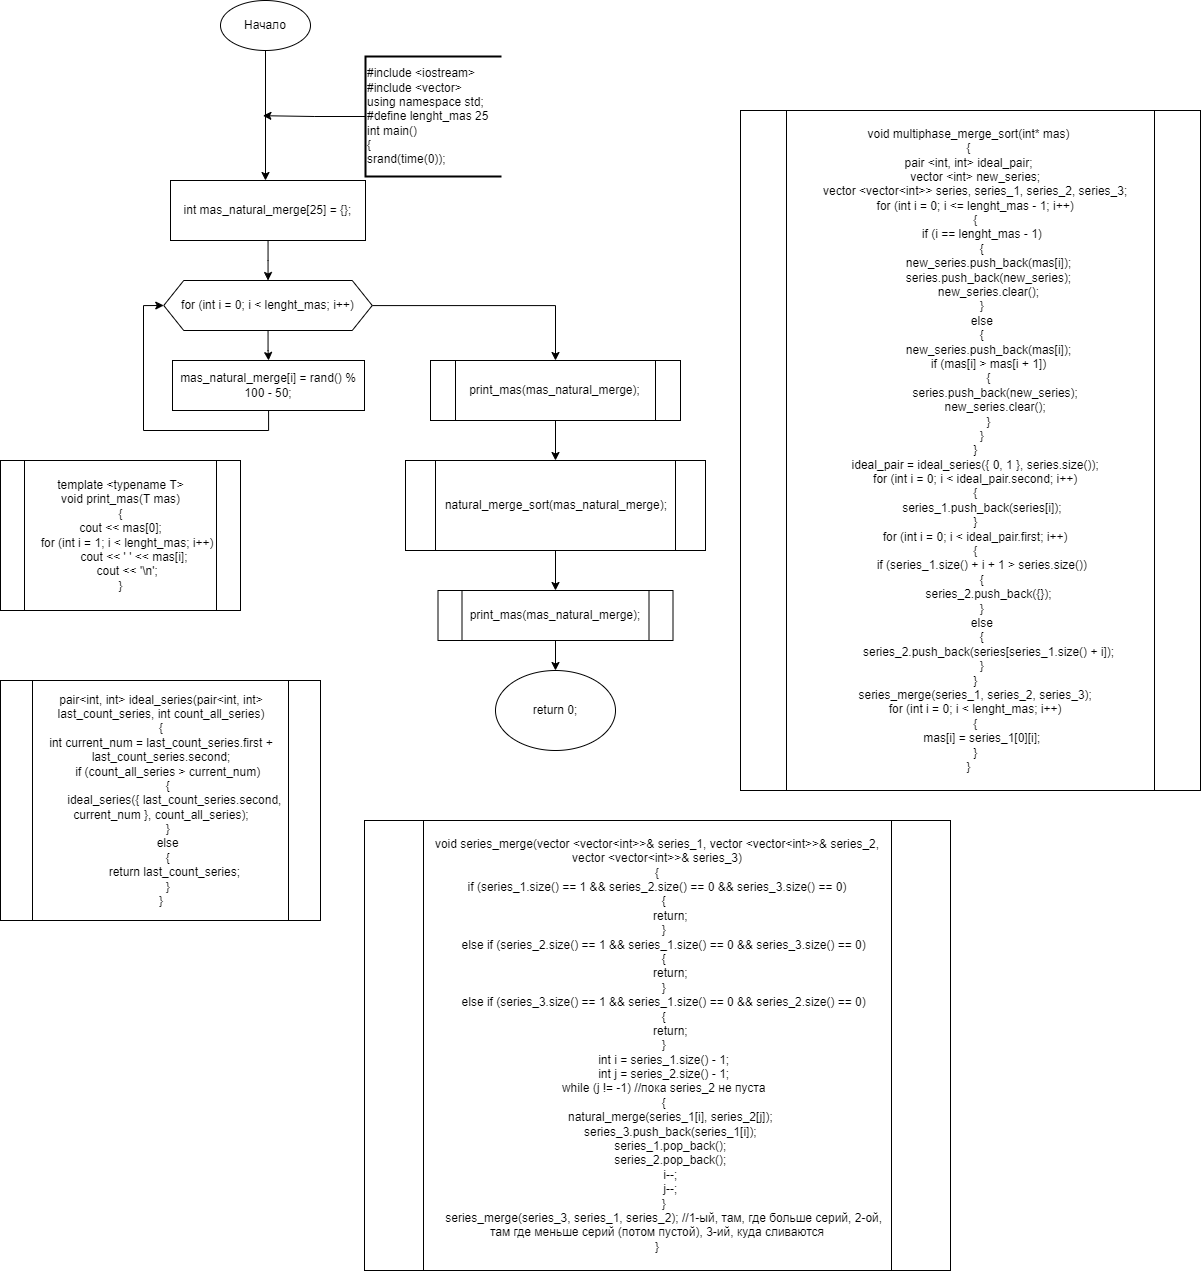 Начало
#include <iostream>
#include <vector>
using namespace std;
#define lenght_mas 25
int main()
{
srand(time(0));
int mas_natural_merge[25] = {};
for (int i = 0; i < lenght_mas; i++)
mas_natural_merge[i] = rand() %
100 - 50;
print_mas(mas_natural_merge);
natural_merge_sort(mas_natural_merge);
print_mas(mas_natural_merge);
return 0;
template <typename T>
void print_mas(T mas)
{
cout << mas[0];
for (int i = 1; i < lenght_mas; i++)
cout << ' ' << mas[i];
cout << '\n';
}
pair<int, int> ideal_series(pair<int, int>
last_count_series, int count_all_series)
{
int current_num = last_count_series.first +
last_count_series.second;
if (count_all_series > current_num)
{
ideal_series({ last_count_series.second,
current_num }, count_all_series);
}
else
{
return last_count_series;
}
}
void multiphase_merge_sort(int* mas)
{
pair <int, int> ideal_pair;
vector <int> new_series;
vector <vector<int>> series, series_1, series_2, series_3;
for (int i = 0; i <= lenght_mas - 1; i++)
{
if (i == lenght_mas - 1)
{
new_series.push_back(mas[i]);
series.push_back(new_series);
new_series.clear();
}
else
{
new_series.push_back(mas[i]);
if (mas[i] > mas[i + 1])
{
series.push_back(new_series);
new_series.clear();
}
}
}
ideal_pair = ideal_series({ 0, 1 }, series.size());
for (int i = 0; i < ideal_pair.second; i++)
{
series_1.push_back(series[i]);
}
for (int i = 0; i < ideal_pair.first; i++)
{
if (series_1.size() + i + 1 > series.size())
{
series_2.push_back({});
}
else
{
series_2.push_back(series[series_1.size() + i]);
}
}
series_merge(series_1, series_2, series_3);
for (int i = 0; i < lenght_mas; i++)
{
mas[i] = series_1[0][i];
}
}
void series_merge(vector <vector<int>>& series_1, vector <vector<int>>& series_2,
vector <vector<int>>& series_3)
{
if (series_1.size() == 1 && series_2.size() == 0 && series_3.size() == 0)
{
return;
}
else if (series_2.size() == 1 && series_1.size() == 0 && series_3.size() == 0)
{
return;
}
else if (series_3.size() == 1 && series_1.size() == 0 && series_2.size() == 0)
{
return;
}
int i = series_1.size() - 1;
int j = series_2.size() - 1;
while (j != -1) //пока series_2 не пуста
{
natural_merge(series_1[i], series_2[j]);
series_3.push_back(series_1[i]);
series_1.pop_back();
series_2.pop_back();
i--;
j--;
}
series_merge(series_3, series_1, series_2); //1-ый, там, где больше серий, 2-ой,
там где меньше серий (потом пустой), 3-ий, куда сливаются
}